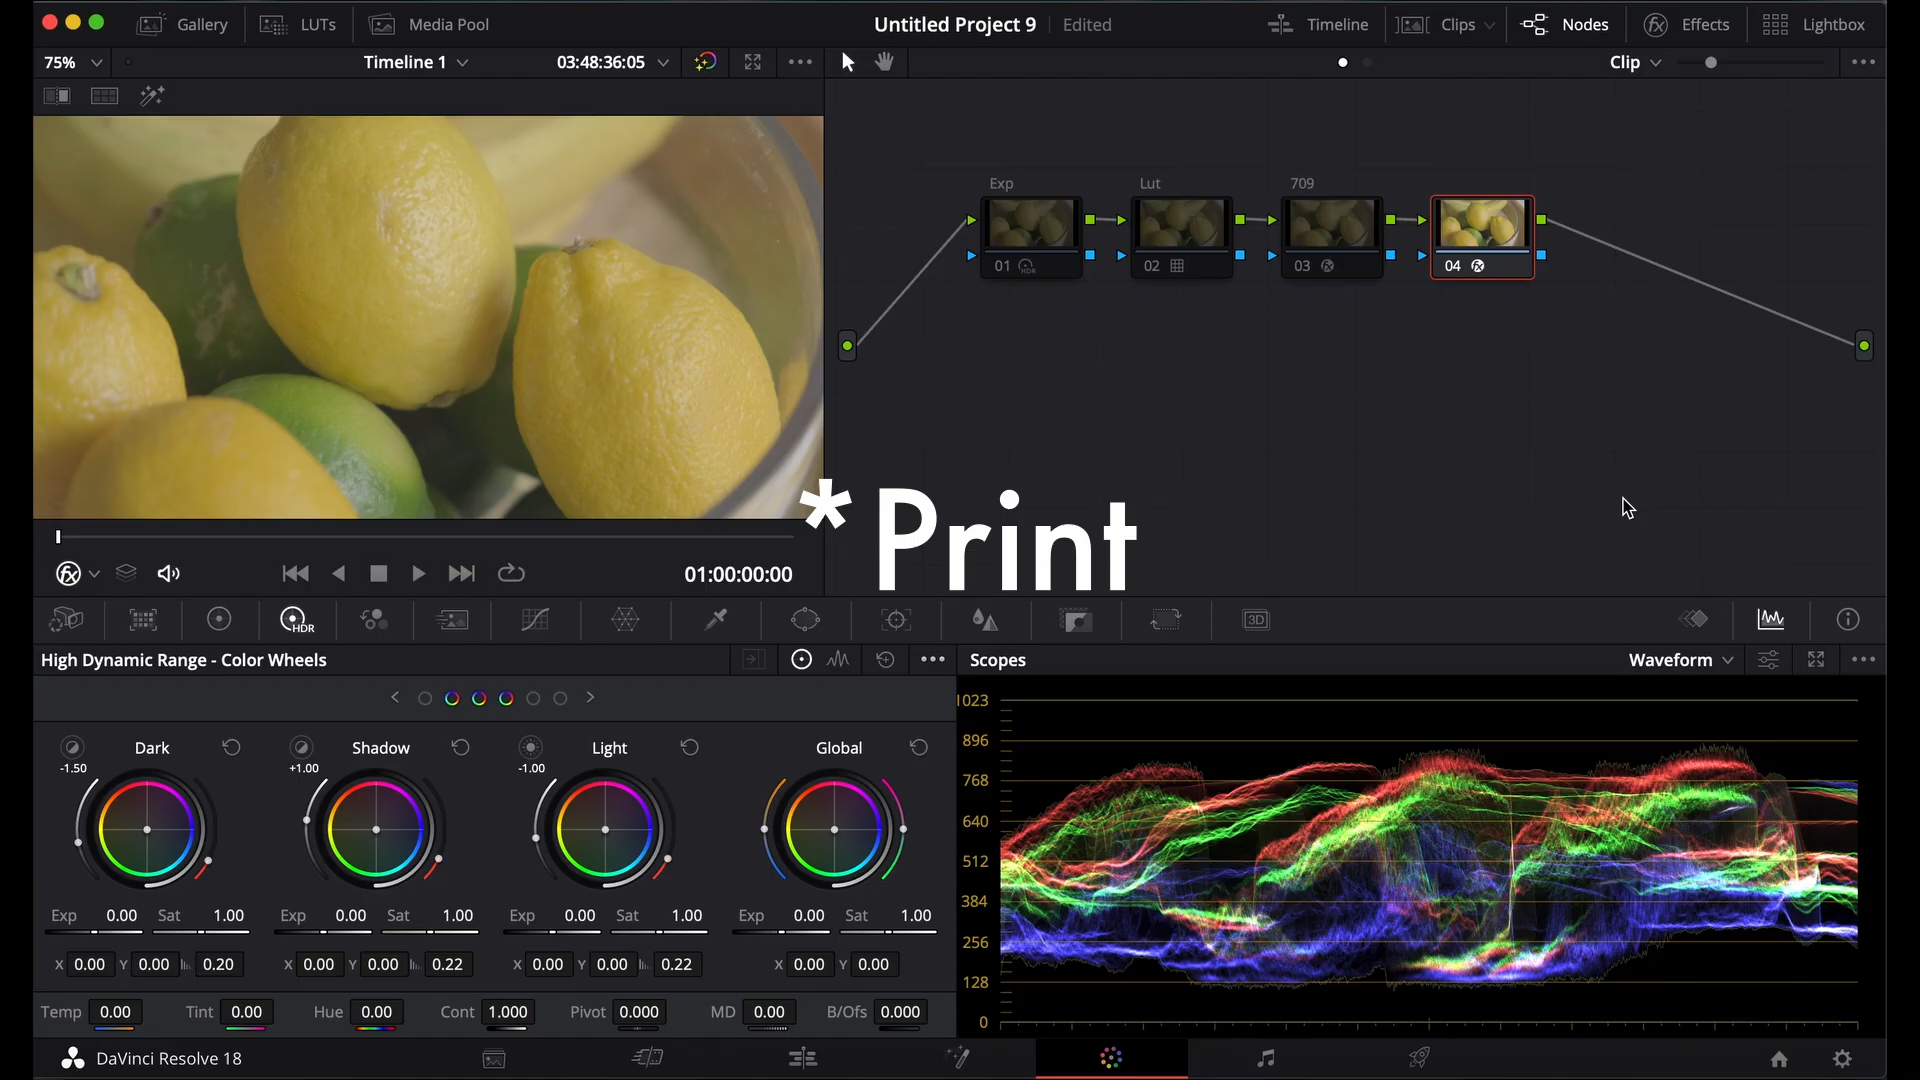 Gallery LUTs Media Pool Untitled Project 9 Edited Timeline Clips Nodes Effects Lightbox
75% Timeline 1 03:48:36:05 Clip
Exp Lut 709
01 HDR 02 03 04
* Print
01:00:00:00
HDR 3D
High Dynamic Range - Color Wheels Scopes Waveform
Dark Shadow Light Global
-1.50 +1.00 -1.00
Exp 0.00 Sat 1.00 Exp 0.00 Sat 1.00 Exp 0.00 Sat 1.00 Exp 0.00 Sat 1.00
X 0.00 Y 0.00 0.20 X 0.00 Y 0.00 0.22 X 0.00 Y 0.00 0.22 X 0.00 Y 0.00
Temp 0.00 Tint 0.00 Hue 0.00 Cont 1.000 Pivot 0.000 MD 0.00 B/Ofs 0.000
1023
896
768
640
512
384
256
128
0
DaVinci Resolve 18